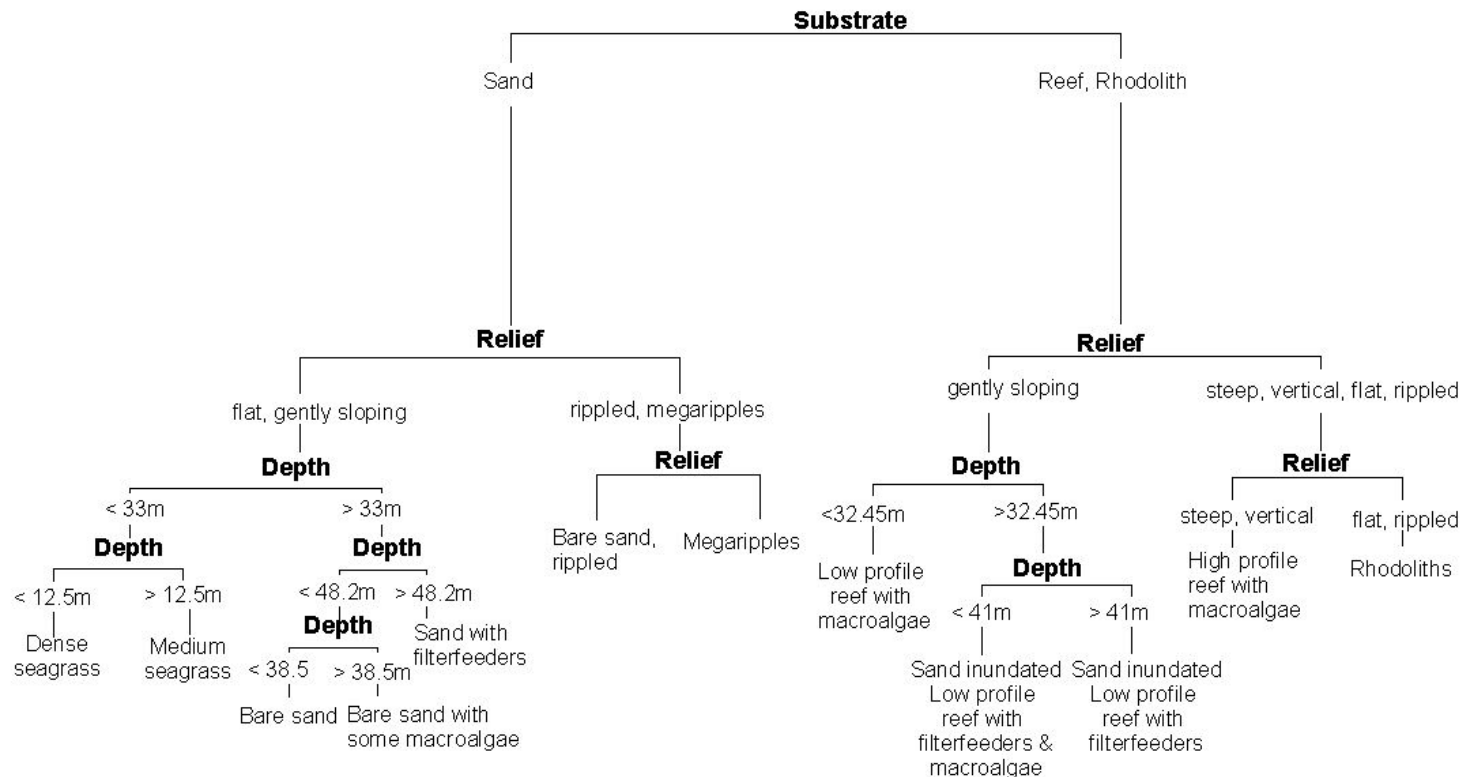 Substrate
Sand
Reef, Rhodolith
Relief
Relief
flat, gently sloping
rippled, megaripples
gently sloping
steep, vertical, flat, rippled
Depth
Relief
Depth
Relief
< 33m
> 33m
Bare sand,
rippled
Megaripples
<32.45m
>32.45m
steep, vertical
flat, rippled
Depth
Depth
Low profile
reef with
macroalgae
Depth
High profile
reef with
macroalgae
Rhodoliths
< 12.5m
> 12.5m
< 48.2m
> 48.2m
< 41m
> 41m
Dense
seagrass
Medium
seagrass
Depth
Sand with
filterfeeders
< 38.5
> 38.5m
Sand inundated
Low profile
reef with
filterfeeders &
macroalgae
Sand inundated
Low profile
reef with
filterfeeders
Bare sand
Bare sand with
some macroalgae